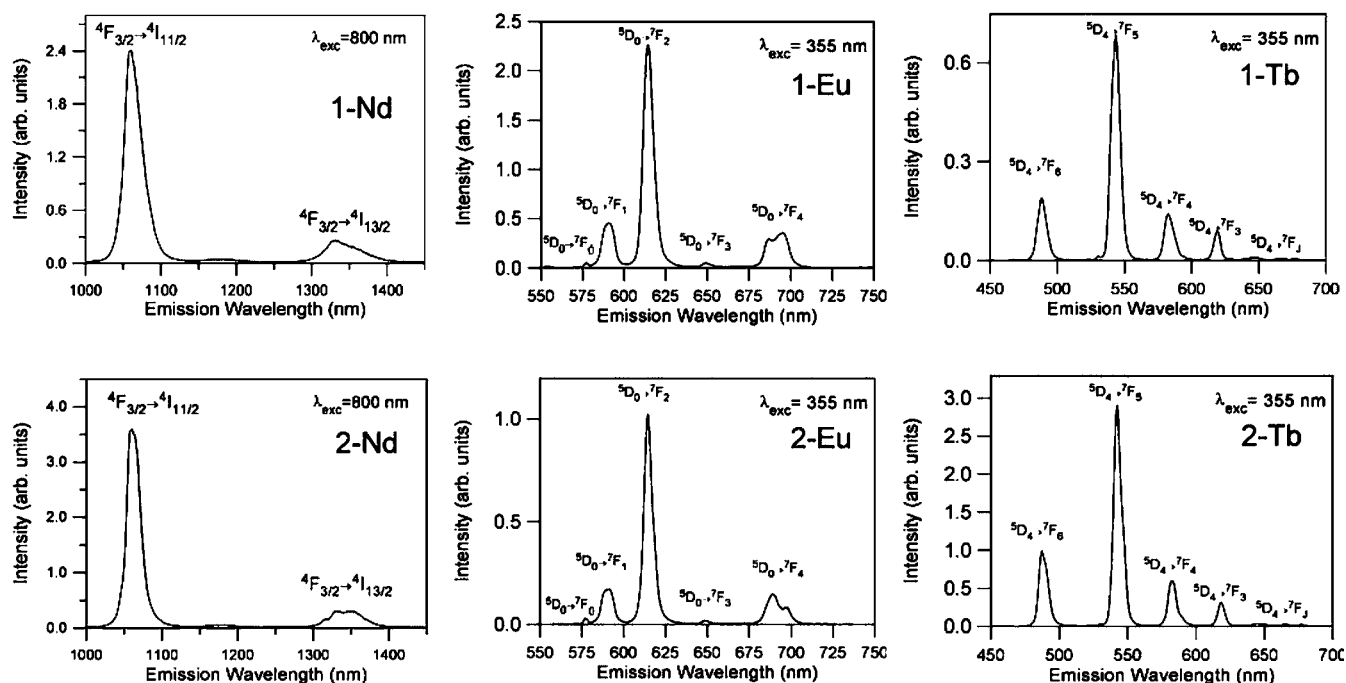 ⁴F₃/₂→⁴I₁₁/₂
λexc=800 nm
1-Nd
⁴F₃/₂→⁴I₁₃/₂
Intensity (arb. units)
2.4
1.8
1.2
0.6
0.0
1000 1100 1200 1300 1400
Emission Wavelength (nm)
⁵D₀→⁷F₂
λexc= 355 nm
1-Eu
⁵D₀→⁷F₁
⁵D₀→⁷F₀
⁵D₀→⁷F₃
⁵D₀→⁷F₄
Intensity (arb. units)
2.5
2.0
1.5
1.0
0.5
0.0
550 575 600 625 650 675 700 725 750
Emission Wavelength (nm)
⁵D₄→⁷F₅
λexc= 355 nm
1-Tb
⁵D₄→⁷F₆
⁵D₄→⁷F₄
⁵D₄→⁷F₃
⁵D₄→⁷FJ
Intensity (arb. units)
0.6
0.3
0.0
450 500 550 600 650 700
Emission Wavelength (nm)
⁴F₃/₂→⁴I₁₁/₂
λexc=800 nm
2-Nd
⁴F₃/₂→⁴I₁₃/₂
Intensity (arb. units)
4.0
3.0
2.0
1.0
0.0
1000 1100 1200 1300 1400
Emission Wavelength (nm)
⁵D₀→⁷F₂
λexc= 355 nm
2-Eu
⁵D₀→⁷F₁
⁵D₀→⁷F₀
⁵D₀→⁷F₃
⁵D₀→⁷F₄
Intensity (arb. units)
1.0
0.5
0.0
550 575 600 625 650 675 700 725 750
Emission Wavelength (nm)
⁵D₄→⁷F₅
λexc= 355 nm
2-Tb
⁵D₄→⁷F₆
⁵D₄→⁷F₄
⁵D₄→⁷F₃
⁵D₄→⁷FJ
Intensity (arb. units)
3.0
2.5
2.0
1.5
1.0
0.5
0.0
450 500 550 600 650 700
Emission Wavelength (nm)